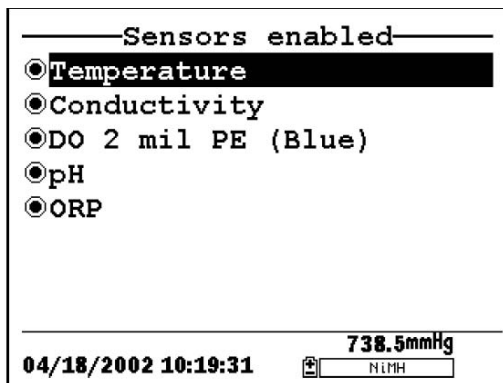 Sensors enabled
Temperature
Conductivity
DO 2 mil PE (Blue)
pH
ORP
738.5mmHg
04/18/2002 10:19:31
NiMH